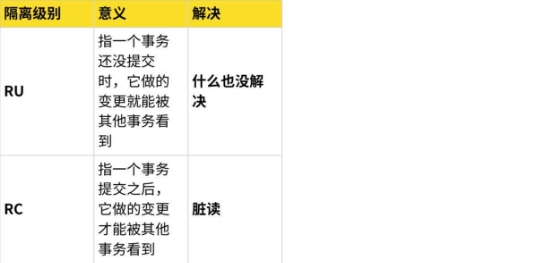 隔离级别 意义 解决
RU
指一个事务
还没提交
时，它做的
变更就能被
其他事务看
到
什么也没解
决
RC
指一个事务
提交之后，
它做的变更
才能被其他
事务看到
脏读